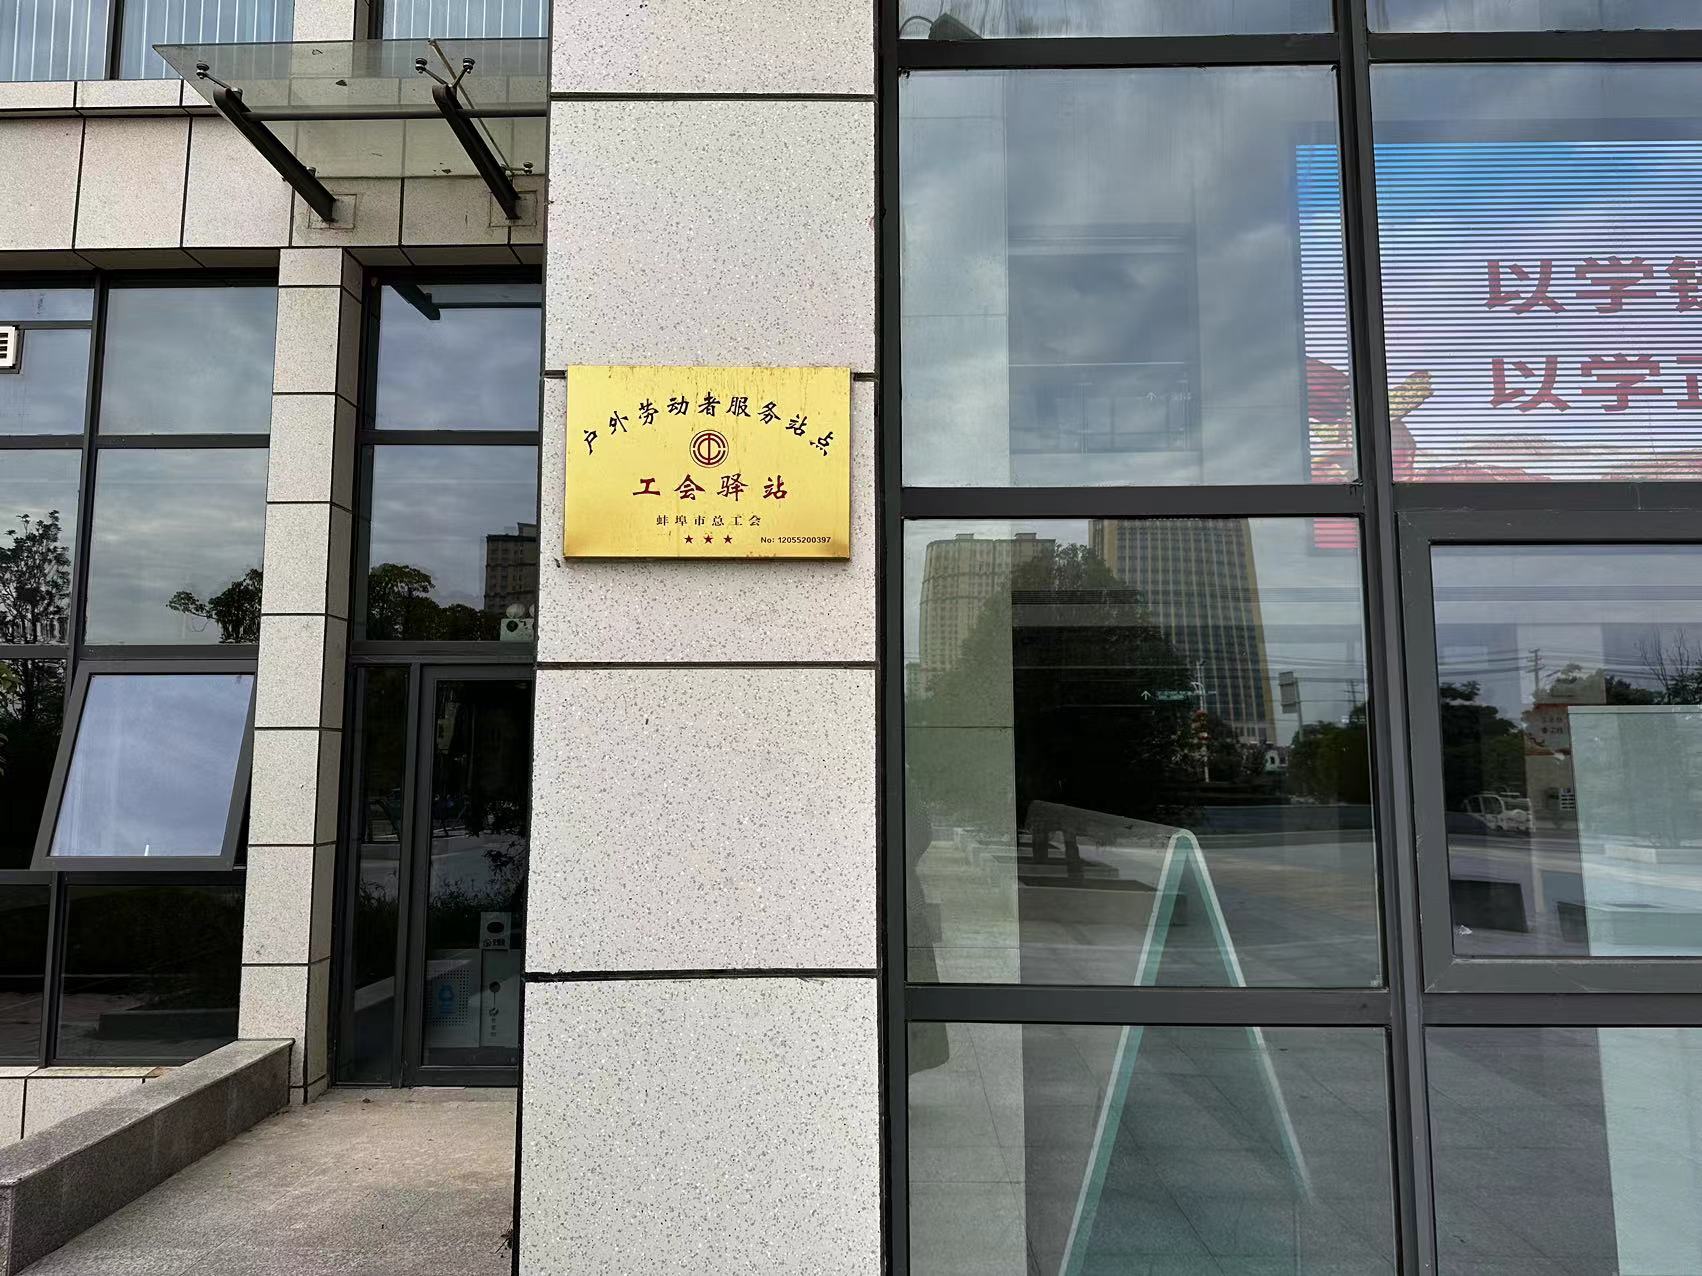 户外劳动者服务站点
工会驿站
蚌埠市总工会
★★★ No: 12055200397
以学
以学正